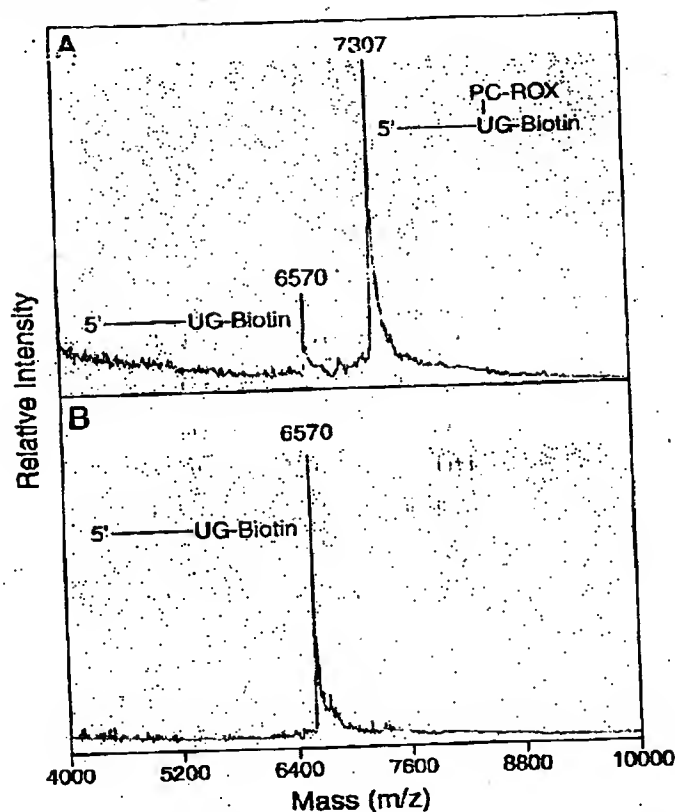 A
7307
PC-ROX
5' UG-Biotin
6570
5' UG-Biotin
Relative Intensity
B
6570
5' UG-Biotin
4000 5200 6400 7600 8800 10000
Mass (m/z)